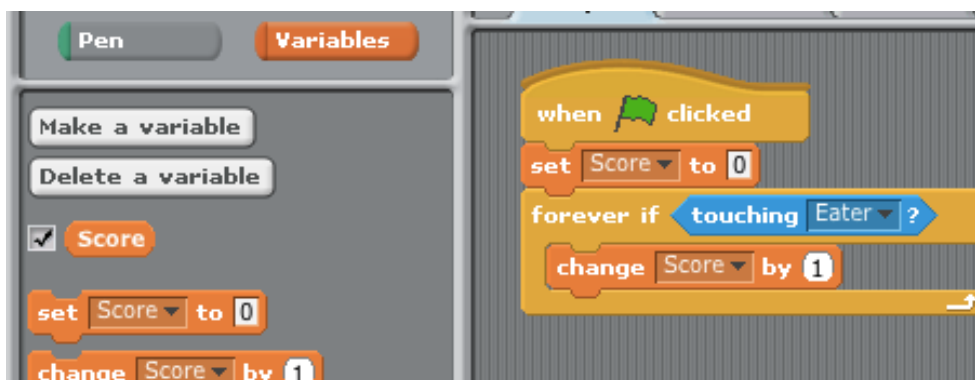 Pen
Variables
Make a variable
Delete a variable
Score
set Score to 0
change Score by 1
when clicked
set Score to 0
forever if touching Eater ?
change Score by 1